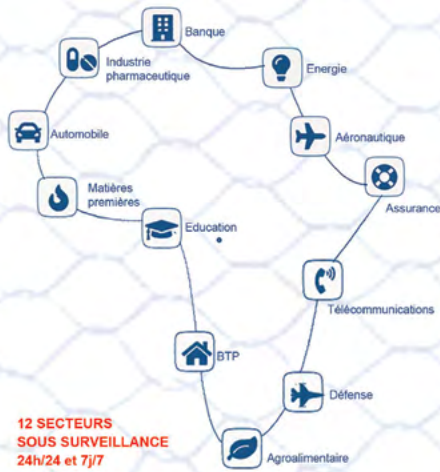 Banque
Industrie
pharmaceutique
Energie
Automobile
Aéronautique
Matières
premières
Assurance
Education
Télécommunications
BTP
Défense
12 SECTEURS
SOUS SURVEILLANCE
24h/24 et 7j/7
Agroalimentaire